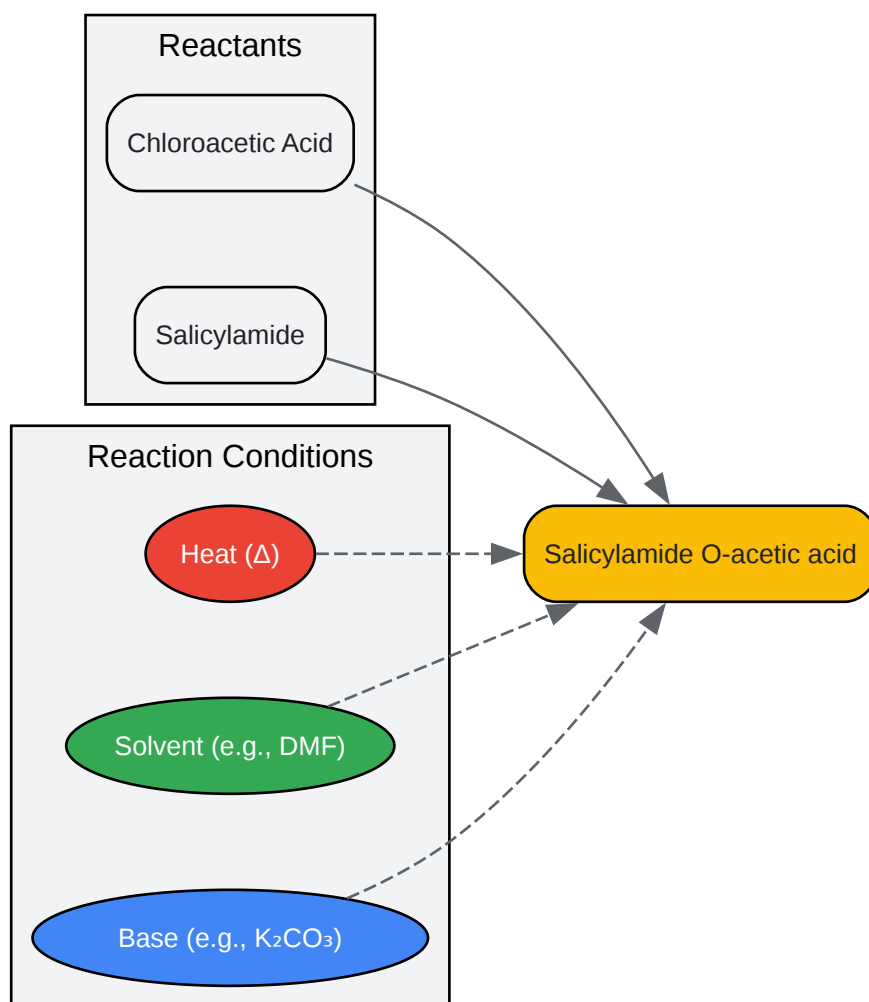 Reactants
Chloroacetic Acid
Salicylamide
Reaction Conditions
Heat (Δ)
Salicylamide O-acetic acid
Solvent (e.g., DMF)
Base (e.g., K₂CO₃)